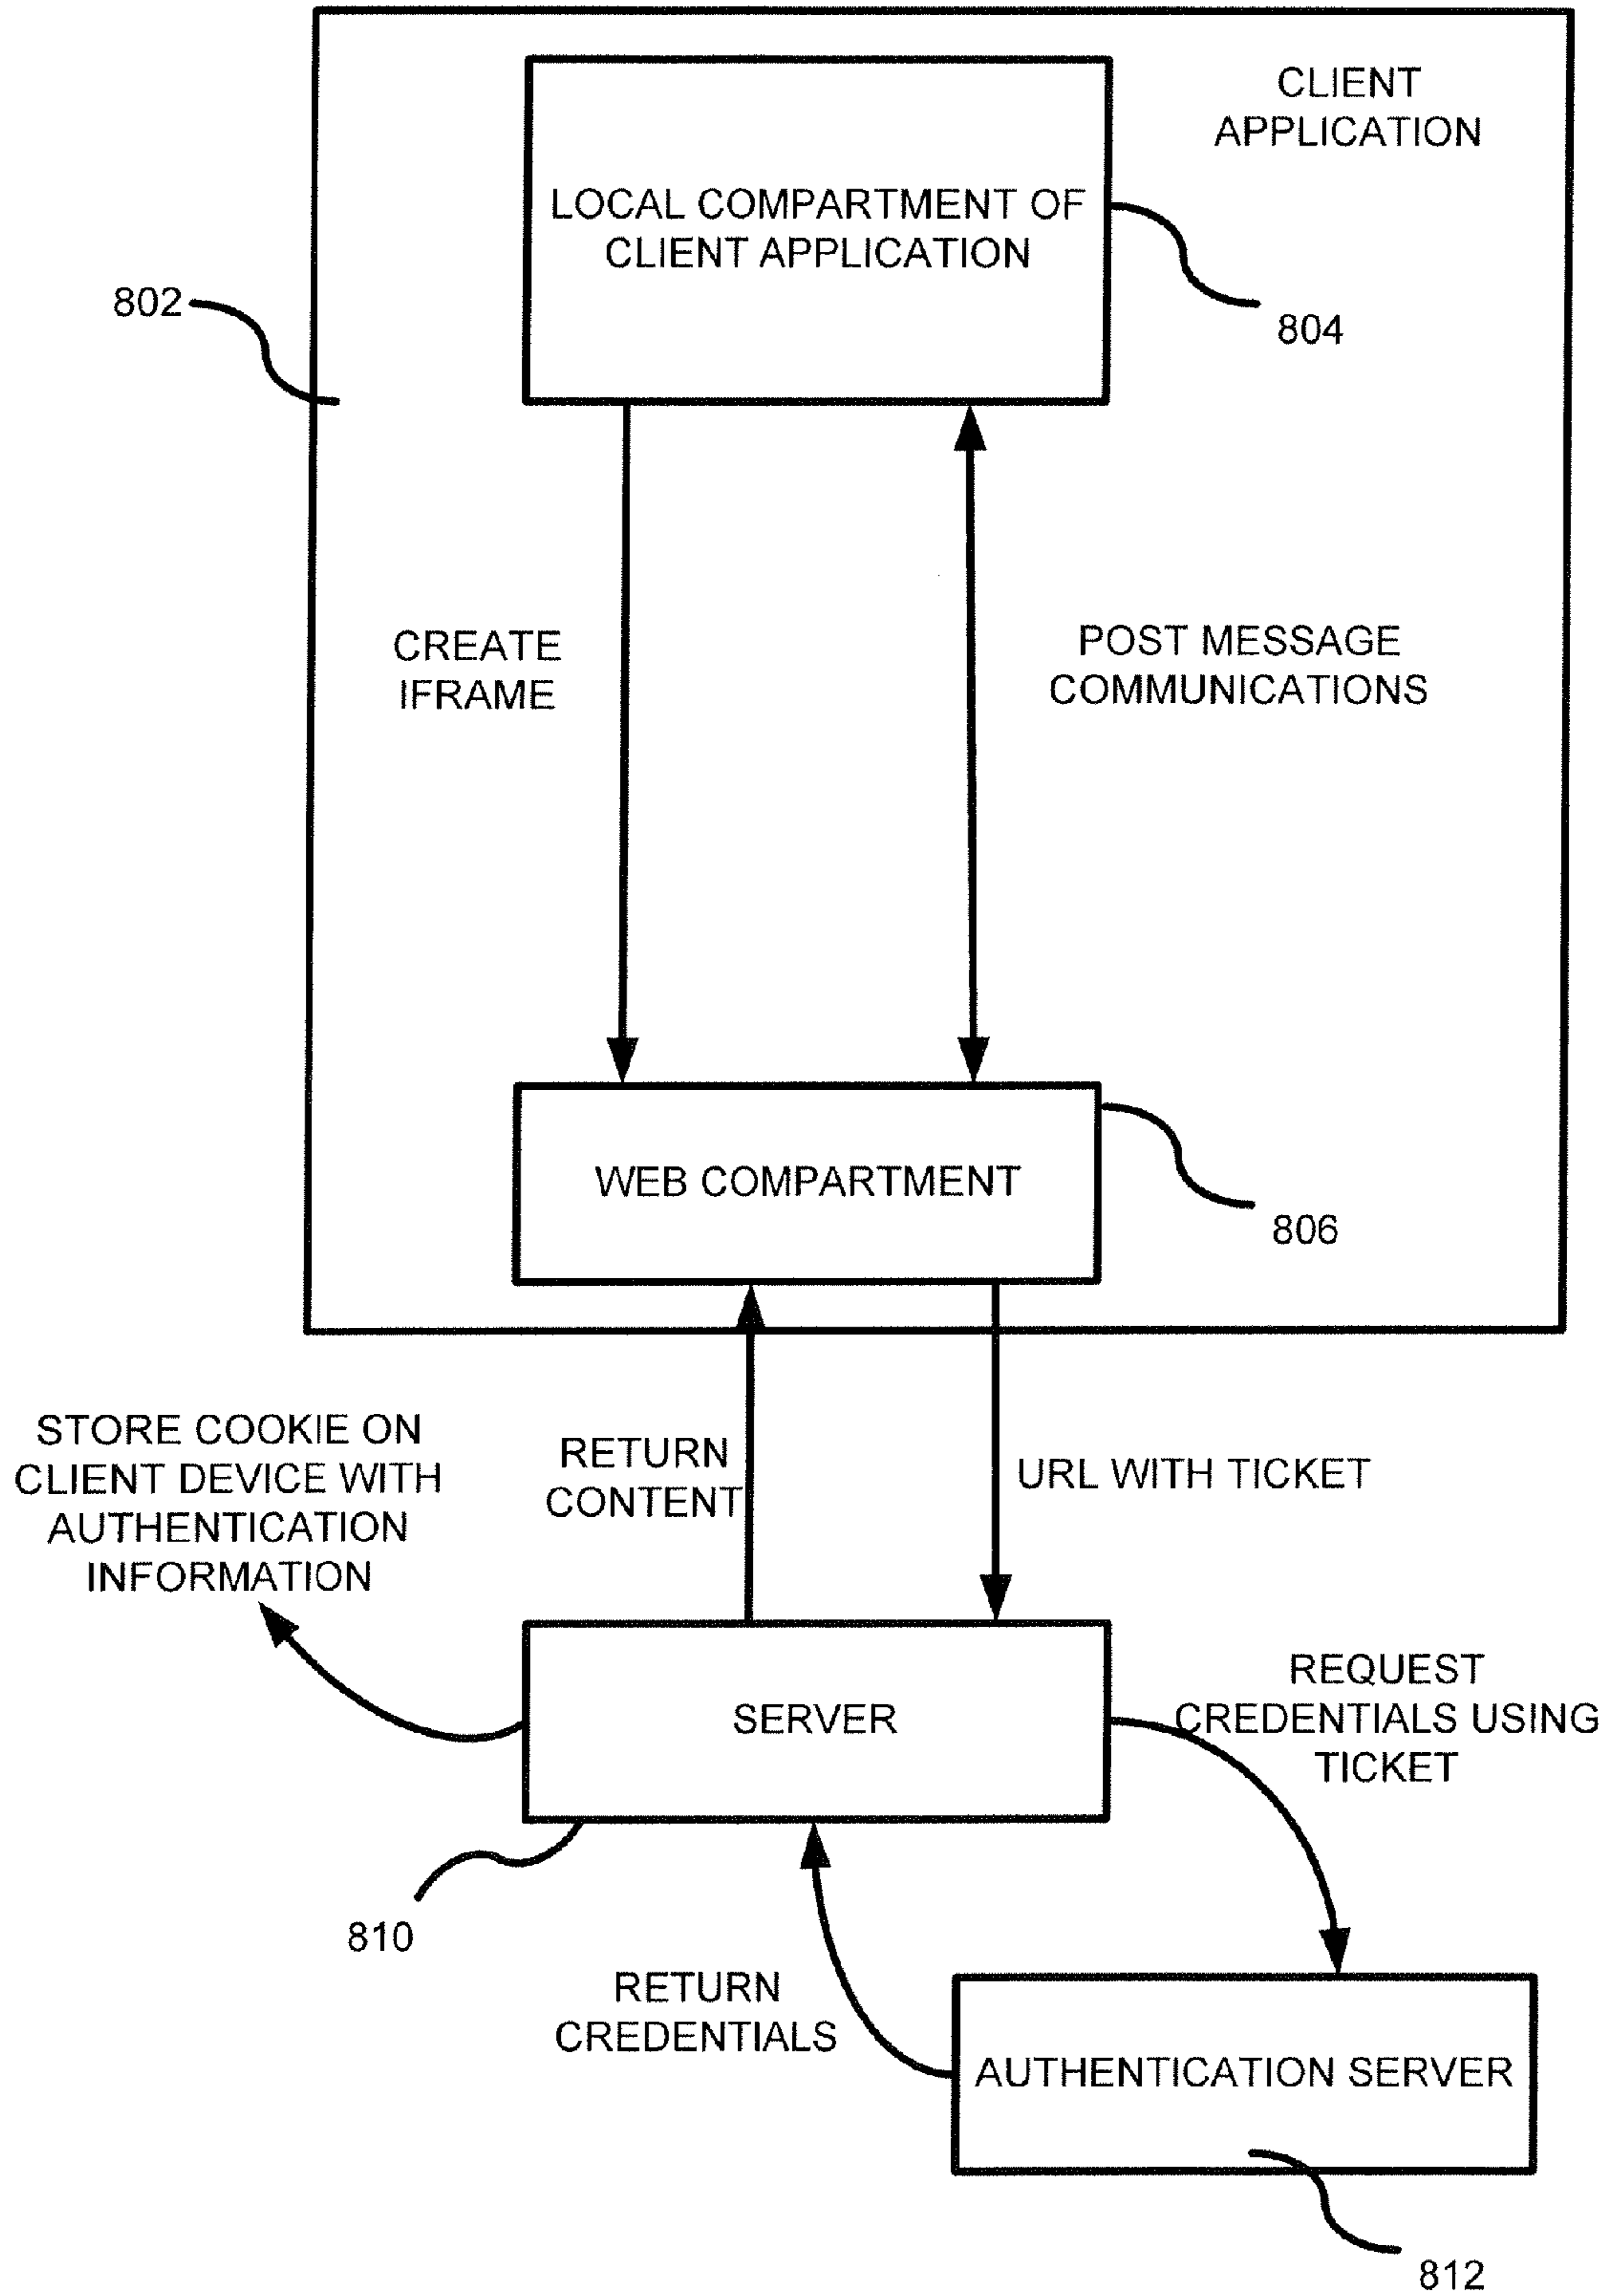 CLIENT
APPLICATION
LOCAL COMPARTMENT OF
CLIENT APPLICATION
802
804
CREATE
IFRAME
POST MESSAGE
COMMUNICATIONS
WEB COMPARTMENT
806
STORE COOKIE ON
CLIENT DEVICE WITH
AUTHENTICATION
INFORMATION
RETURN
CONTENT
URL WITH TICKET
SERVER
REQUEST
CREDENTIALS USING
TICKET
810
RETURN
CREDENTIALS
AUTHENTICATION SERVER
812